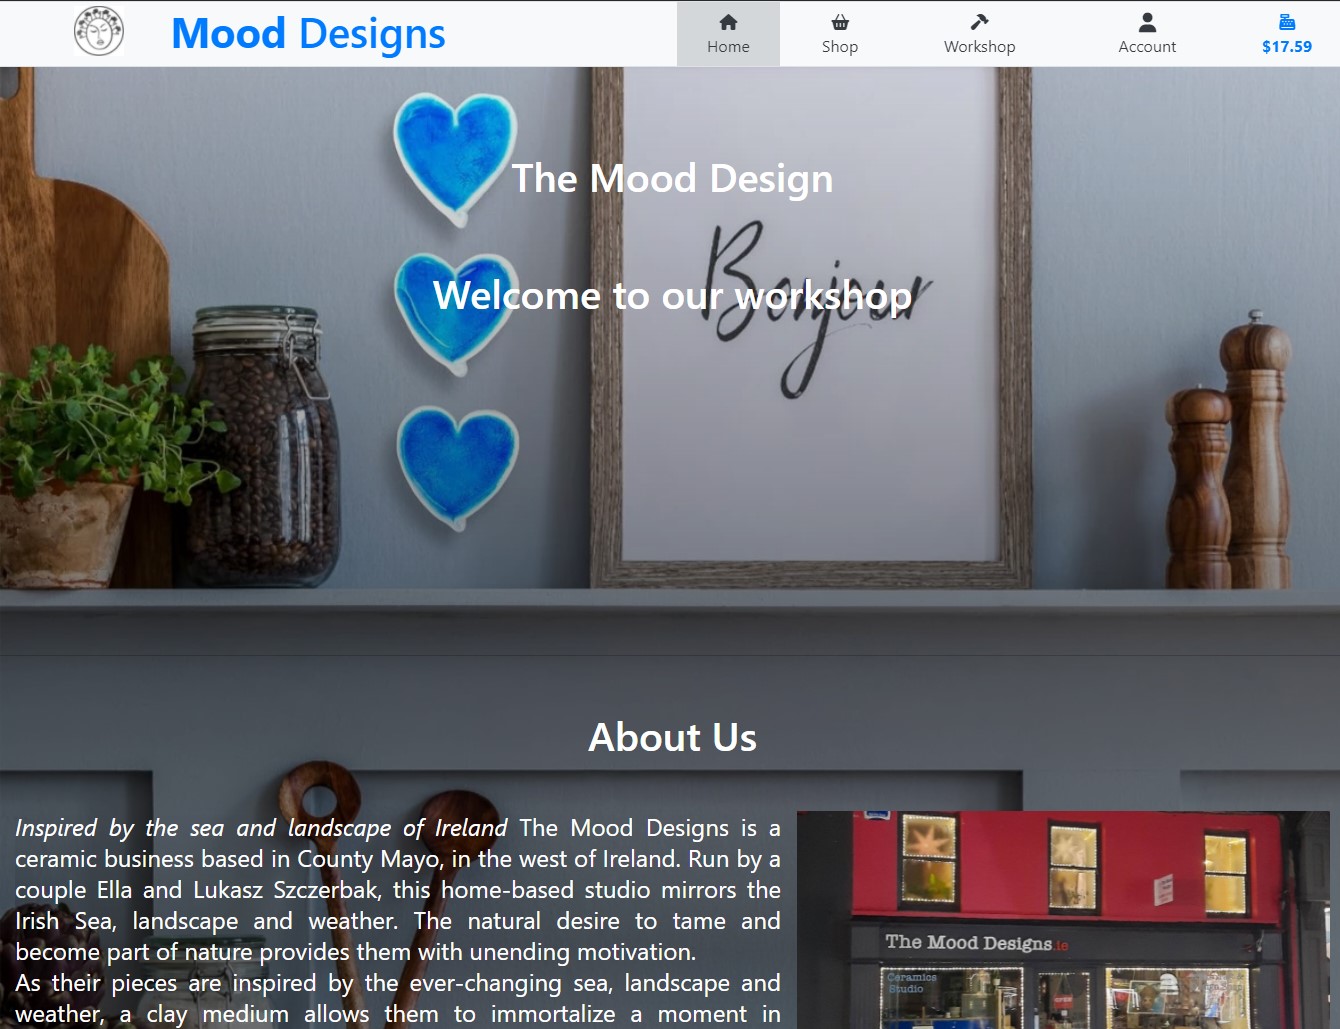 Mood Designs
Home
Shop
Workshop
Account
$17.59
The Mood Design
Bonjour
Welcome to our workshop
About Us
Inspired by the sea and landscape of Ireland The Mood Designs is a
ceramic business based in County Mayo, in the west of Ireland. Run by a
couple Ella and Lukasz Szczerbak, this home-based studio mirrors the
Irish Sea, landscape and weather. The natural desire to tame and
become part of nature provides them with unending motivation.
As their pieces are inspired by the ever-changing sea, landscape and
weather, a clay medium allows them to immortalize a moment in
The Mood Designs.ie
Ceramics
Studio